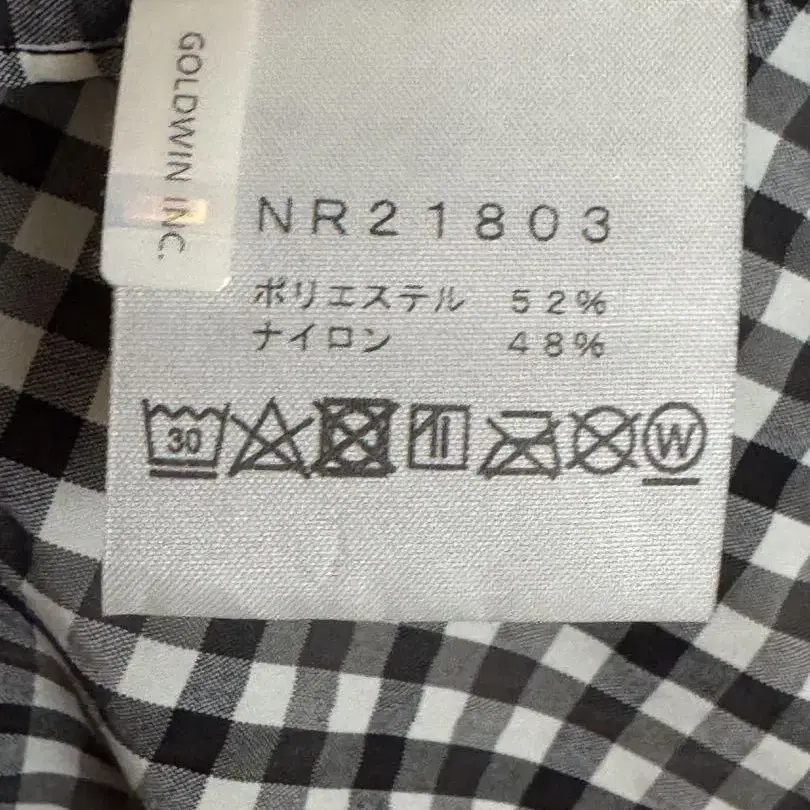 GOLDWIN INC.
NR21803
ポリエステル 52%
ナイロン 48%
30
W